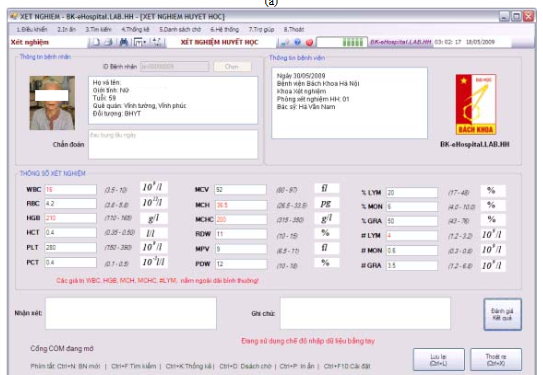 (a)
XET NGHIEM - BK-eHospital.LAB.HH - [XET NGHIEM HUYET HOC]
1.Điều khiển 2.In ấn 3.Tìm kiếm 4.Thống kê 5.Danh sách chờ 6.Hệ thống 7.Trợ giúp 8.Thoát
Xét nghiệm XÉT NGHIỆM HUYẾT HỌC BK-eHospital.LAB.HH 03: 02: 17 18/05/2009
Thông tin bệnh nhân
ID Bệnh nhân Chọn
Họ và tên:
Giới tính: Nữ
Tuổi: 59
Quê quán: Vĩnh tường, Vĩnh phúc
Đối tượng: BHYT
Chẩn đoán
Thông tin bệnh viện
Ngày 30/05/2009
Bệnh viện Bách Khoa Hà Nội
Khoa Xét nghiệm
Phòng xét nghiệm HH: 01
Bác sỹ: Hà Văn Nam
BÁCH KHOA
BK-eHospital.LAB.HH
THÔNG SỐ XÉT NGHIỆM
WBC 16 (3.5 - 10) 10^9/l MCV 92 (80 - 97) fl % LYM 20 (17 - 48) %
RBC 4.2 10^12/l MCH 36.5 (26.5 - 33.5) pg % MON 6 (4.0 - 10.0) %
HGB 210 (110 - 165) g/l MCHC 200 (315 - 350) g/l % GRA 50 (43 - 76) %
HCT 0.4 (0.35 - 0.50) l/l RDW 11 (10 - 15) % # LYM 4 (1.2 - 3.2) 10^9/l
PLT 280 (150 - 390) 10^9/l MPV 9 (6.5 - 11) fl # MON 0.6 (0.3 - 0.8) 10^9/l
PCT 0.4 (0.1 - 0.5) 10^-2l/l PDW 12 (10 - 18) % # GRA 3.5 (1.2 - 6.8) 10^9/l
Các giá trị WBC, HGB, MCH, MCHC, #LYM, nằm ngoài dải bình thường!
Nhận xét: Ghi chú: Đánh giá Kết quả
Đang sử dụng chế độ nhập dữ liệu bằng tay
Cổng COM đang mở
Lưu lại (Ctrl+L) Thoát ra (Ctrl+X)
Phím tắt: Ctrl+N: BN mới | Ctrl+F:Tìm kiếm | Ctrl+K:Thống kê | Ctrl+D: Dsách chờ | Ctrl+P: In ấn | Ctrl+F10:Cài đặt